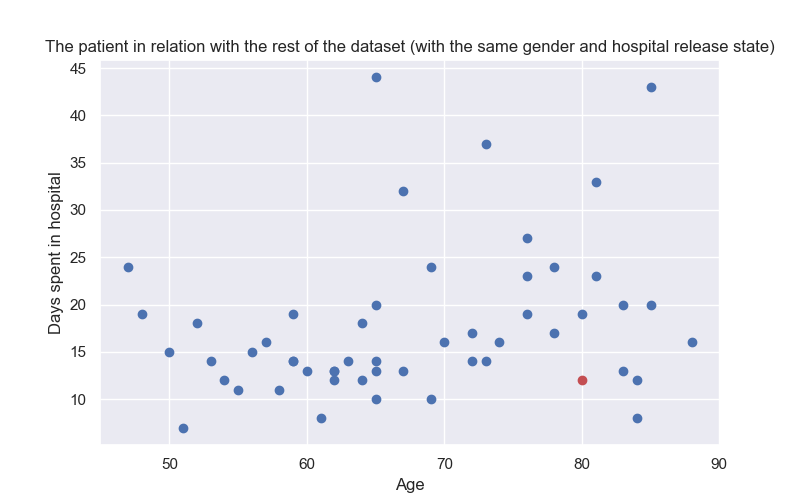 The patient in relation with the rest of the dataset (with the same gender and hospital release state)
45
40
35
30
25
20
15
10
Days spent in hospital
50 60 70 80 90
Age